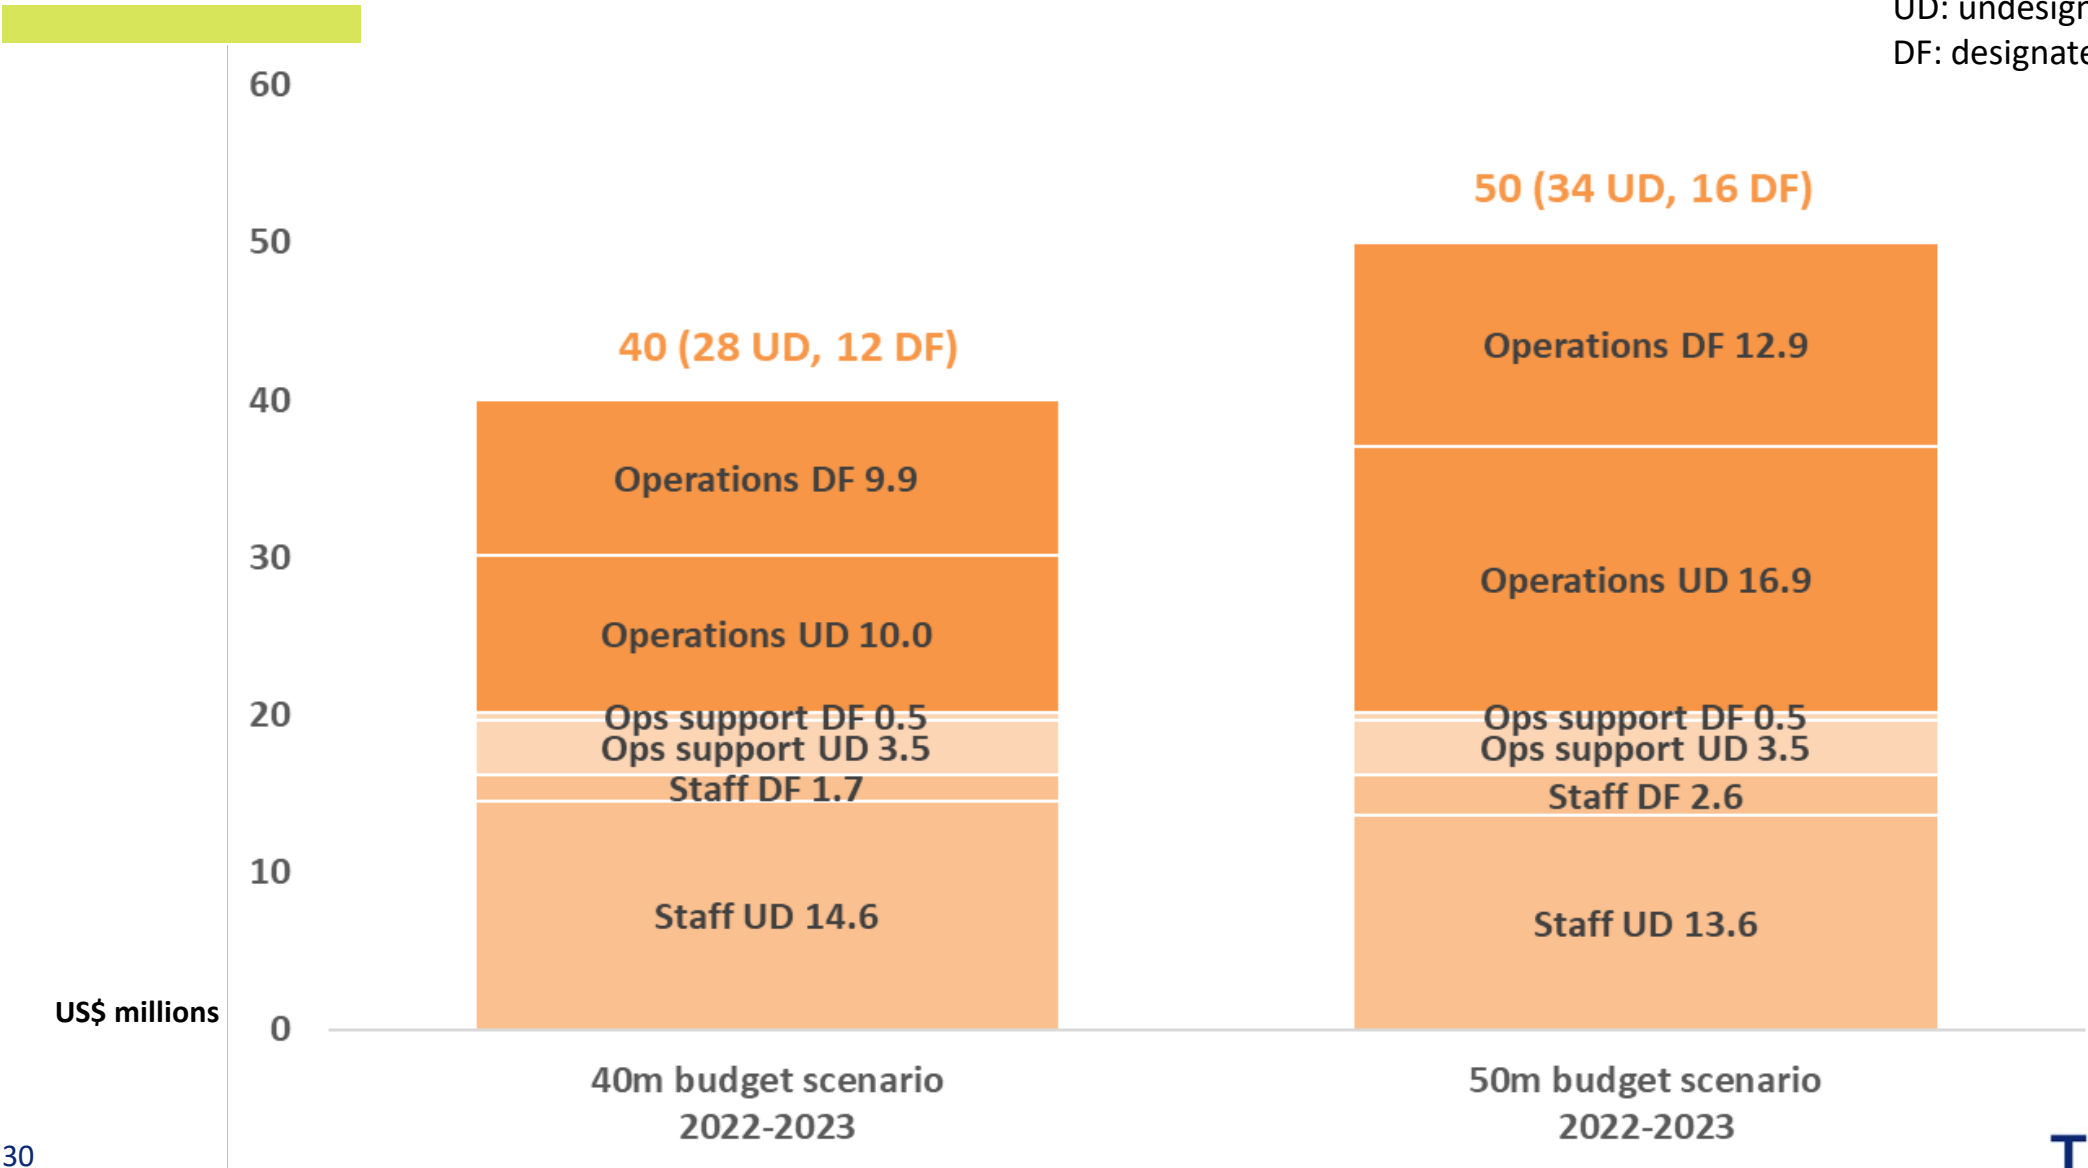 DF:
60
50 (34 UD, 16 DF)
50
40 (28 UD, 12 DF)
40
Operations DF 9.9
Operations DF 12.9
30
Operations UD 10.0
Operations UD 16.9
20
Ops support DF 0.5
Ops support DF 0.5
Ops support UD 3.5
Ops support UD 3.5
Staff DF 1.7
Staff DF 2.6
10
Staff UD 14.6
Staff UD 13.6
US$ millions
0
40m budget scenario
2022-2023
50m budget scenario
2022-2023
30